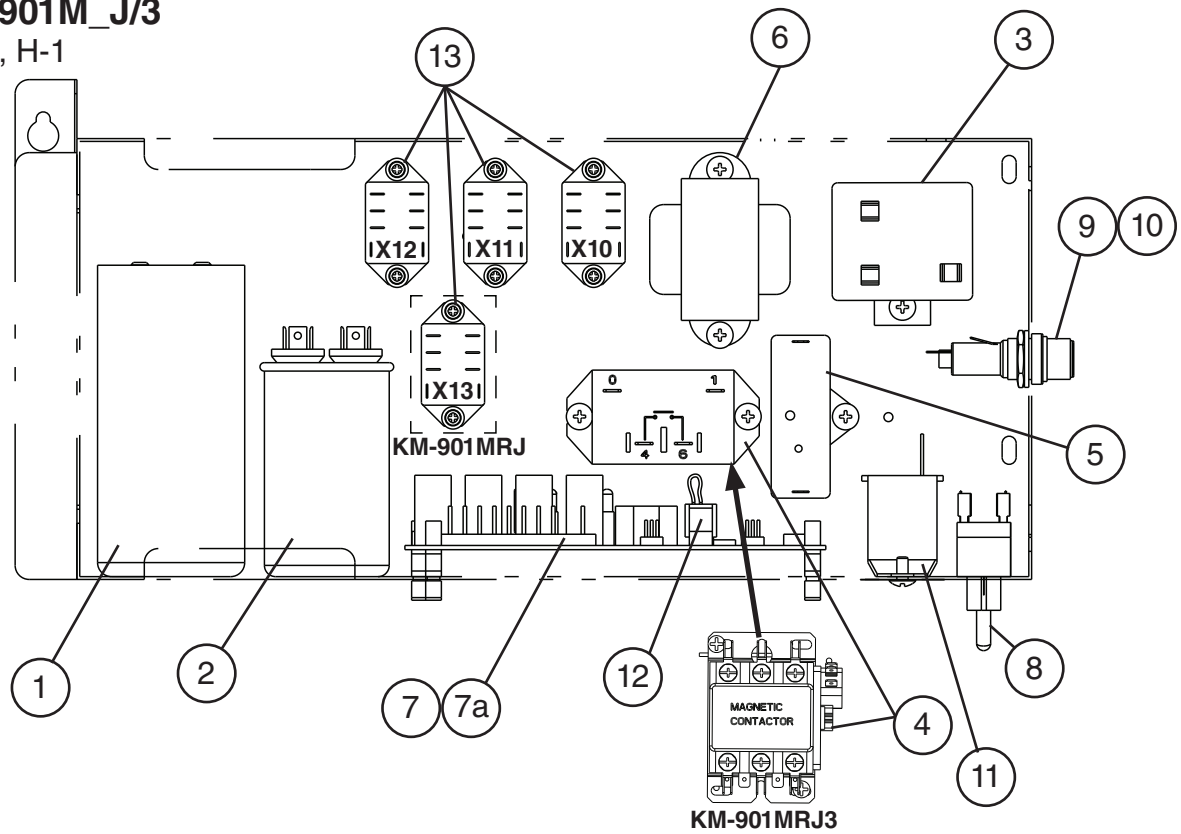 901M_J/3
, H-1
13
6
3
9
10
X12
X11
X10
X13
KM-901MRJ
0
1
4
6
5
1
2
7
7a
12
MAGNETIC
CONTACTOR
4
8
11
KM-901MRJ3